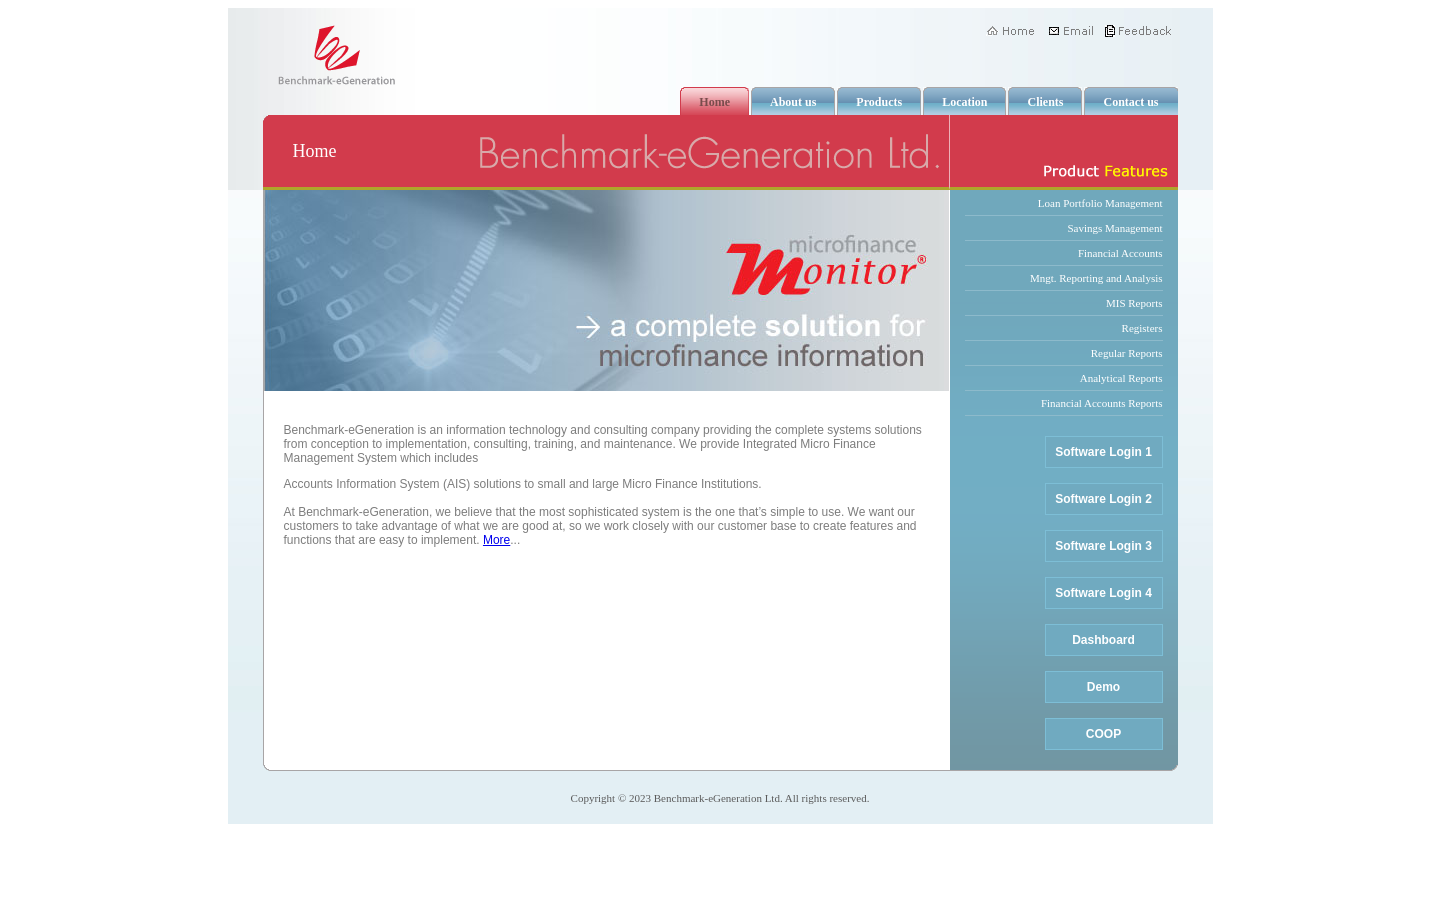 Benchmark-eGeneration
Home Email Feedback
Home About us Products Location Clients Contact us
Home
Benchmark-eGeneration Ltd.
Product Features
microfinance
Monitor®
→ a complete solution for
microfinance information
Loan Portfolio Management
Savings Management
Financial Accounts
Mngt. Reporting and Analysis
MIS Reports
Registers
Regular Reports
Analytical Reports
Financial Accounts Reports
Benchmark-eGeneration is an information technology and consulting company providing the complete systems solutions
from conception to implementation, consulting, training, and maintenance. We provide Integrated Micro Finance
Management System which includes
Accounts Information System (AIS) solutions to small and large Micro Finance Institutions.
At Benchmark-eGeneration, we believe that the most sophisticated system is the one that’s simple to use. We want our
customers to take advantage of what we are good at, so we work closely with our customer base to create features and
functions that are easy to implement. More...
Software Login 1
Software Login 2
Software Login 3
Software Login 4
Dashboard
Demo
COOP
Copyright © 2023 Benchmark-eGeneration Ltd. All rights reserved.